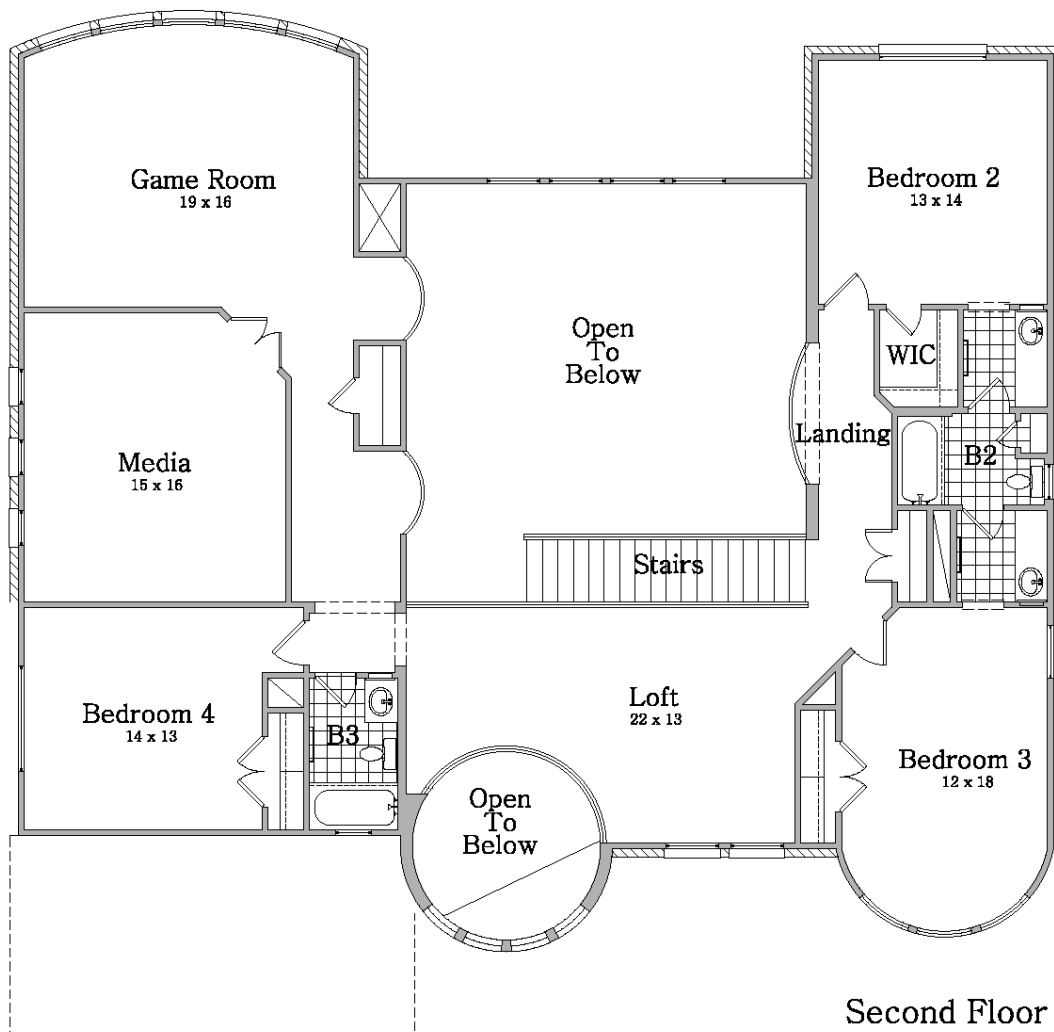 Game Room
19 x 16
Bedroom 2
13 x 14
Open
To
Below
WIC
Landing
B2
Media
15 x 16
Stairs
Bedroom 4
14 x 13
B3
Loft
22 x 13
Bedroom 3
12 x 18
Open
To
Below
Second Floor